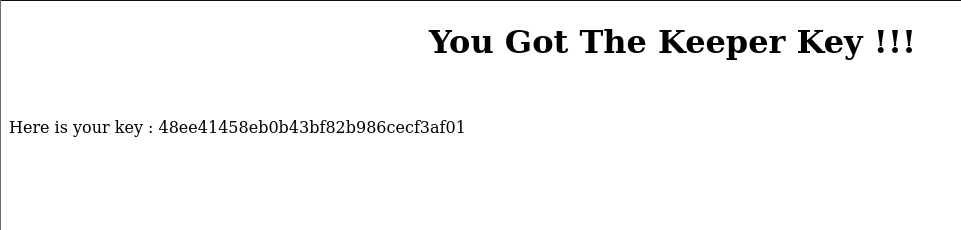 You Got The Keeper Key !!!
Here is your key : 48ee41458eb0b43bf82b986cecf3af01